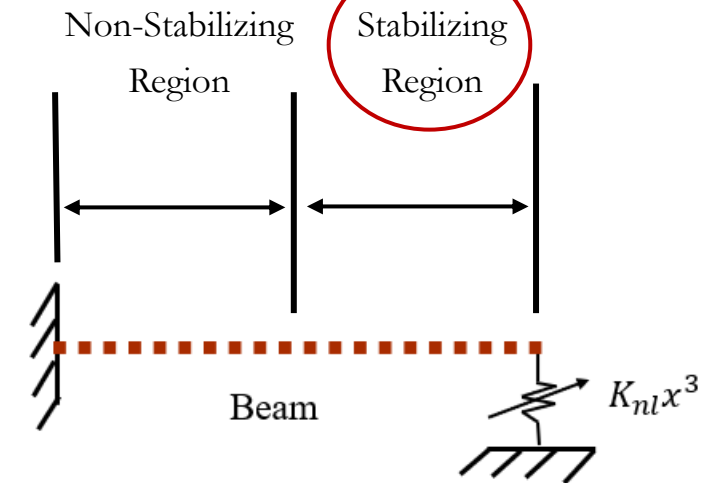 Non-Stabilizing
Region
Stabilizing
Region
Beam
$K_{nl}x^3$